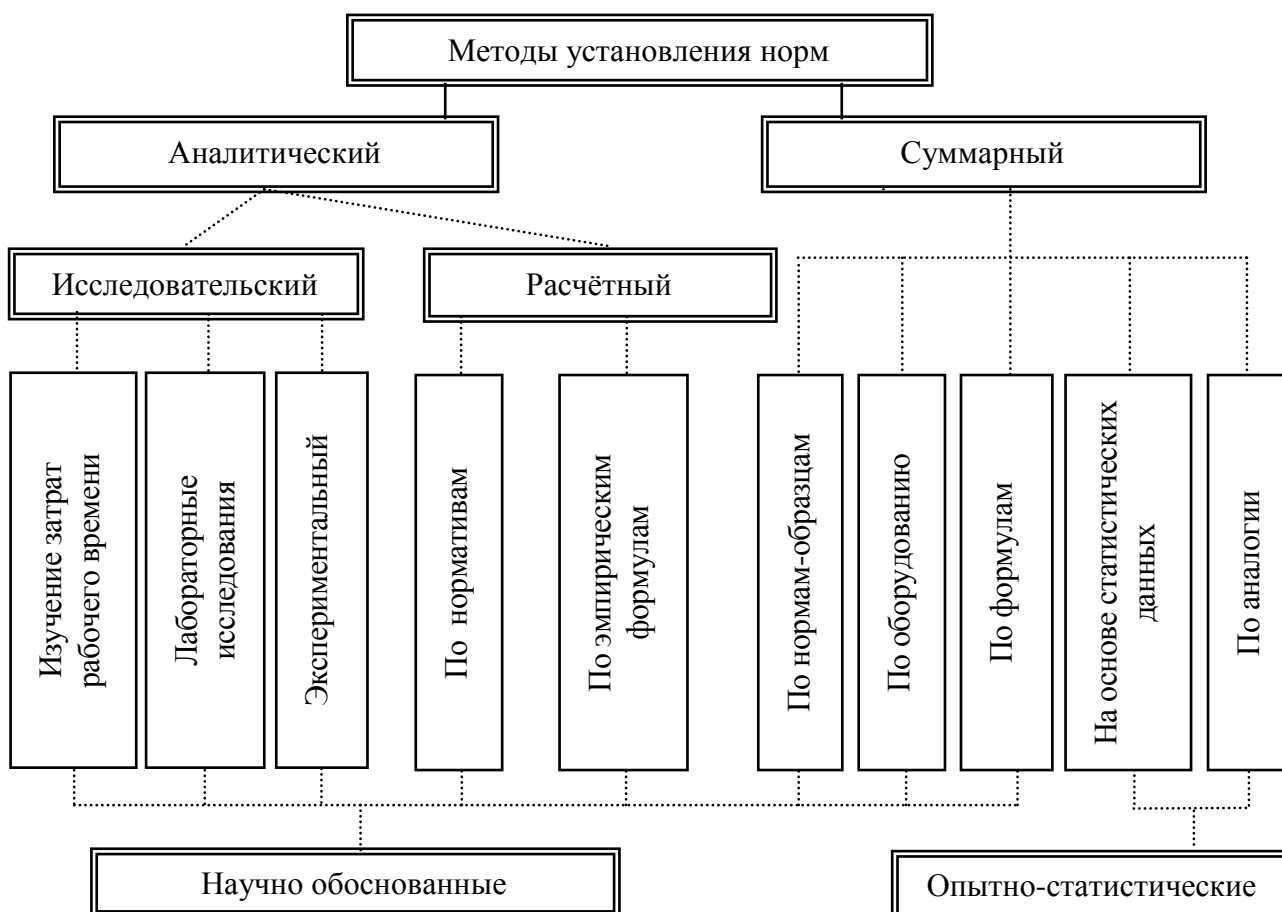 Методы установления норм
Аналитический
Суммарный
Исследовательский
Расчётный
Изучение затрат
рабочего времени
Лабораторные
исследования
Экспериментальный
По нормативам
По эмпирическим
формулам
По нормам-образцам
По оборудованию
По формулам
На основе статистических
данных
По аналогии
Научно обоснованные
Опытно-статистические